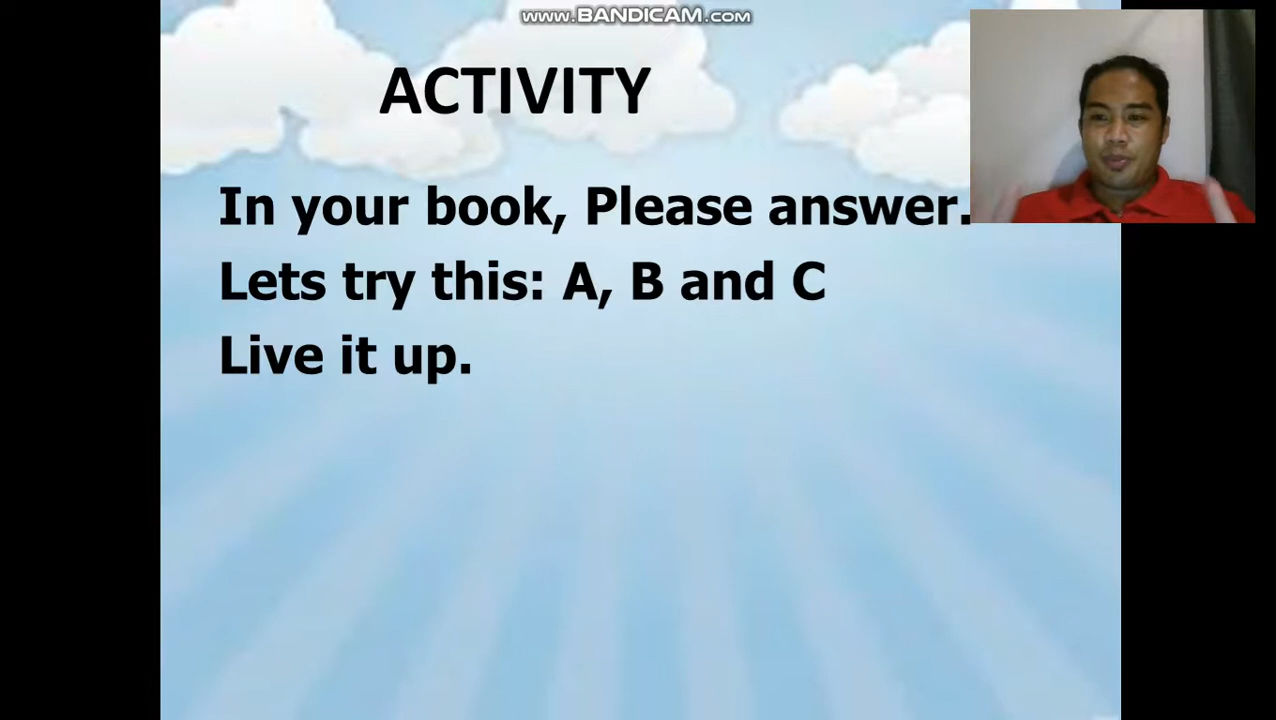 www.BANDICAM.com
ACTIVITY
In your book, Please answer.
Lets try this: A, B and C
Live it up.